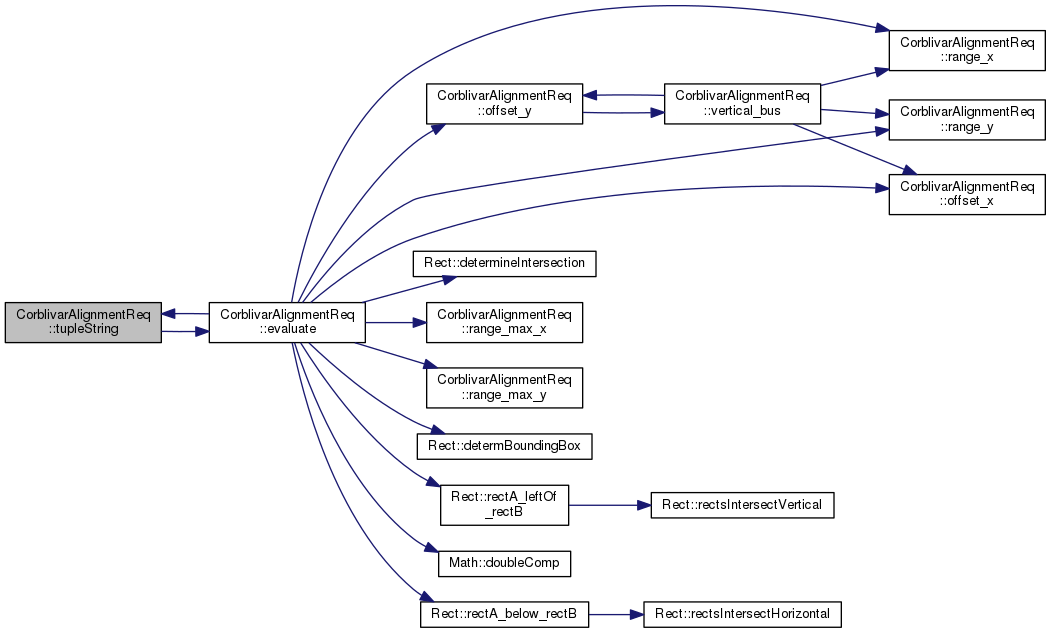 CorblivarAlignmentReq
::tupleString
CorblivarAlignmentReq
::evaluate
CorblivarAlignmentReq
::offset_y
CorblivarAlignmentReq
::vertical_bus
CorblivarAlignmentReq
::range_x
CorblivarAlignmentReq
::range_y
CorblivarAlignmentReq
::offset_x
Rect::determineIntersection
CorblivarAlignmentReq
::range_max_x
CorblivarAlignmentReq
::range_max_y
Rect::determBoundingBox
Rect::rectA_leftOf
_rectB
Rect::rectsIntersectVertical
Math::doubleComp
Rect::rectA_below_rectB
Rect::rectsIntersectHorizontal